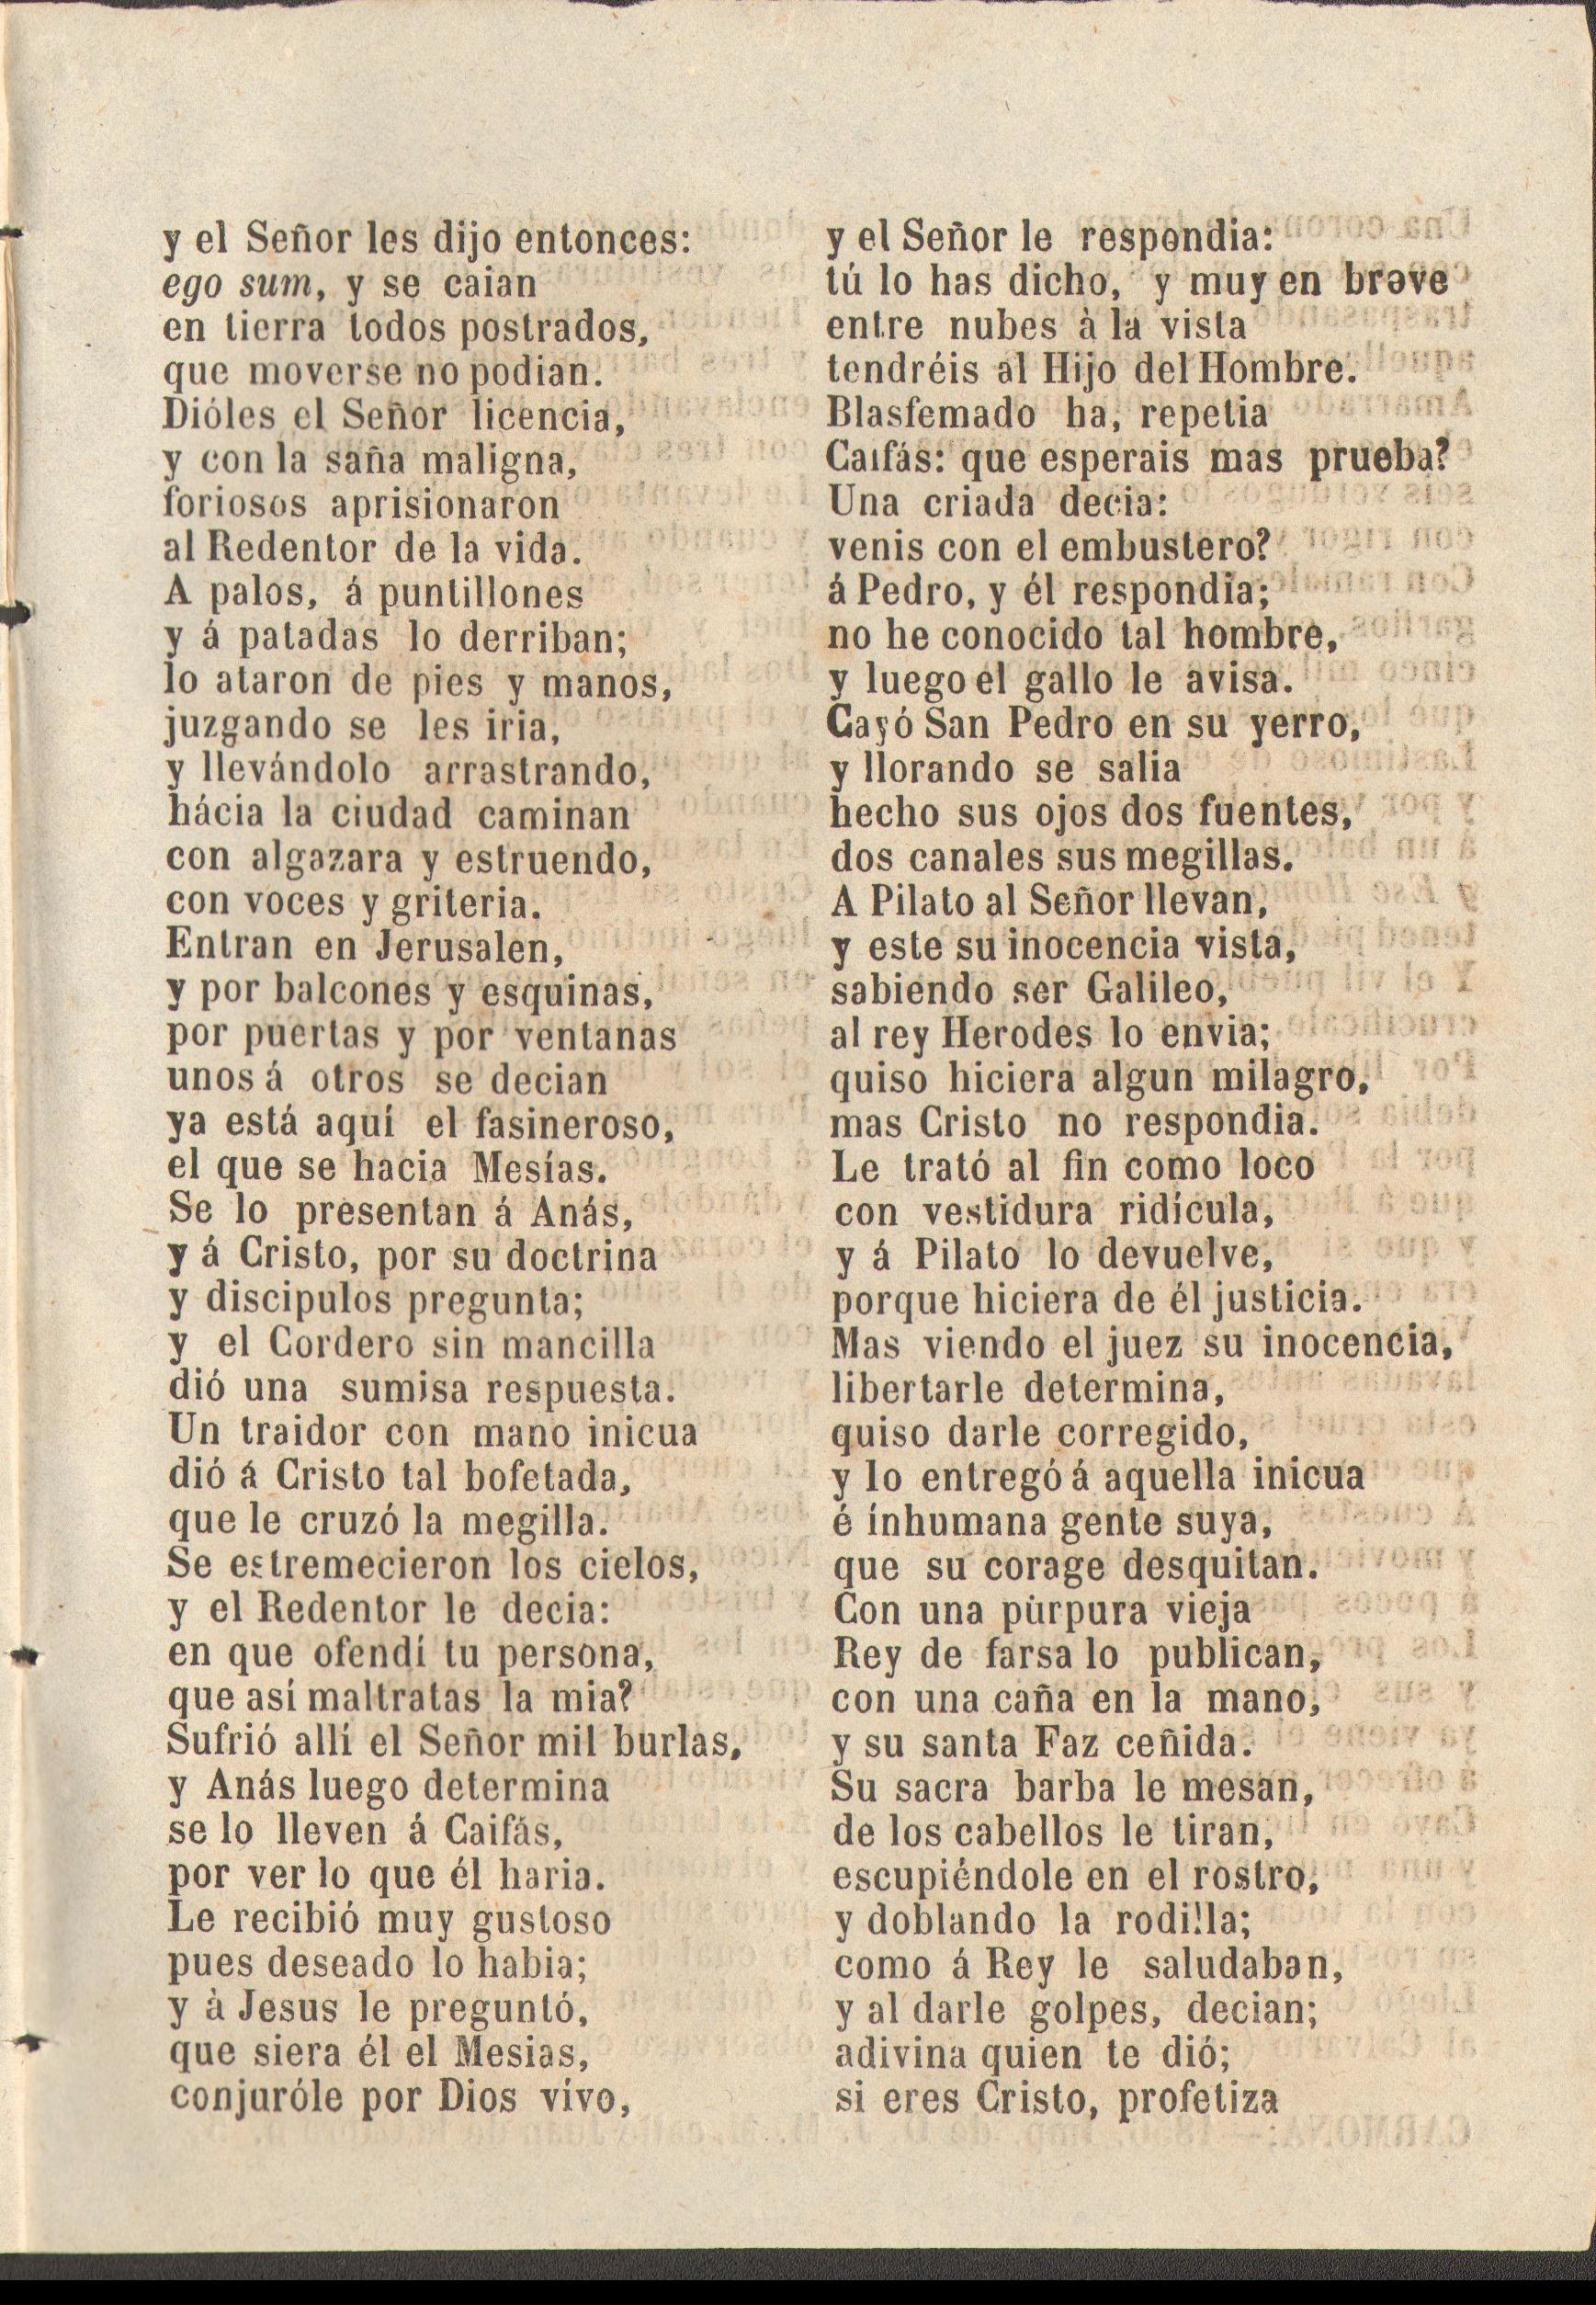 y el Señor les dijo entonces:
ego sum, y se caian
en tierra todos postrados,
que moverse no podian.
Dióles el Señor licencia,
y con la saña maligna,
foriosos aprisionaron
al Redentor de la vida.
A palos, á puntillones
y á patadas lo derriban;
lo ataron de pies y manos,
juzgando se les iria,
y llevándolo arrastrando,
hácia la ciudad caminan
con algazara y estruendo,
con voces y griteria.
Entran en Jerusalen,
y por balcones y esquinas,
por puertas y por ventanas
unos á otros se decian
ya está aquí el fasineroso,
el que se hacia Mesías.
Se lo presentan á Anás,
y á Cristo, por su doctrina
y discipulos pregunta;
y el Cordero sin mancilla
dió una sumisa respuesta.
Un traidor con mano inicua
dió á Cristo tal bofetada,
que le cruzó la megilla.
Se estremecieron los cielos,
y el Redentor le decia:
en que ofendí tu persona,
que así maltratas la mia?
Sufrió allí el Señor mil burlas,
y Anás luego determina
se lo lleven á Caifás,
por ver lo que él haria.
Le recibió muy gustoso
pues deseado lo habia;
y à Jesus le preguntó,
que siera él el Mesias,
conjuróle por Dios vivo,
y el Señor le respondia:
tú lo has dicho, y muy en breve
entre nubes à la vista
tendréis al Hijo del Hombre.
Blasfemado ha, repetia
Caifás: que esperais mas prueba?
Una criada decia:
venis con el embustero?
á Pedro, y él respondia;
no he conocido tal hombre,
y luego el gallo le avisa.
Cayó San Pedro en su yerro,
y llorando se salia
hecho sus ojos dos fuentes,
dos canales sus megillas.
A Pilato al Señor llevan,
y este su inocencia vista,
sabiendo ser Galileo,
al rey Herodes lo envia;
quiso hiciera algun milagro,
mas Cristo no respondia.
Le trató al fin como loco
con vestidura ridícula,
y á Pilato lo devuelve,
porque hiciera de él justicia.
Mas viendo el juez su inocencia,
libertarle determina,
quiso darle corregido,
y lo entregó á aquella inicua
é ínhumana gente suya,
que su corage desquitan.
Con una pùrpura vieja
Rey de farsa lo publican,
con una caña en la mano,
y su santa Faz ceñida.
Su sacra barba le mesan,
de los cabellos le tiran,
escupiéndole en el rostro,
y doblando la rodilla;
como á Rey le saludaban,
y al darle golpes, decian;
adivina quien te dió;
si eres Cristo, profetiza